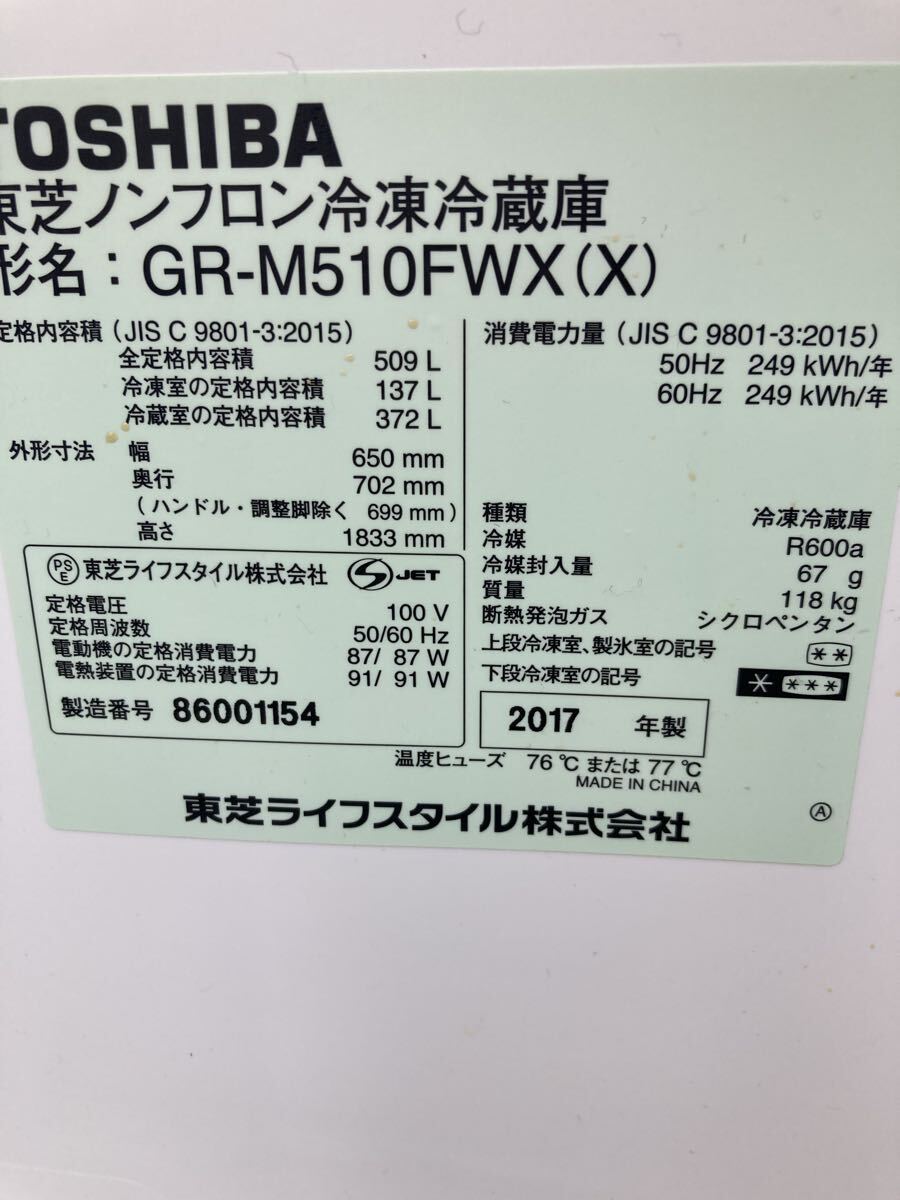 TOSHIBA
東芝ノンフロン冷凍冷蔵庫
形名：GR-M510FWX(X)
定格内容積 (JIS C 9801-3:2015)
全定格内容積 509 L
冷凍室の定格内容積 137 L
冷蔵室の定格内容積 372 L
外形寸法 幅 650 mm
奥行 702 mm
(ハンドル・調整脚除く 699 mm)
高さ 1833 mm
PSE 東芝ライフスタイル株式会社 S JET
定格電圧 100 V
定格周波数 50/60 Hz
電動機の定格消費電力 87/ 87 W
電熱装置の定格消費電力 91/ 91 W
製造番号 86001154
消費電力量 (JIS C 9801-3:2015)
50Hz 249 kWh/年
60Hz 249 kWh/年
種類 冷凍冷蔵庫
冷媒 R600a
冷媒封入量 67 g
質量 118 kg
断熱発泡ガス シクロペンタン
上段冷凍室、製氷室の記号 **
下段冷凍室の記号 * ***
2017 年製
温度ヒューズ 76℃ または 77℃
MADE IN CHINA
東芝ライフスタイル株式会社 Ⓐ